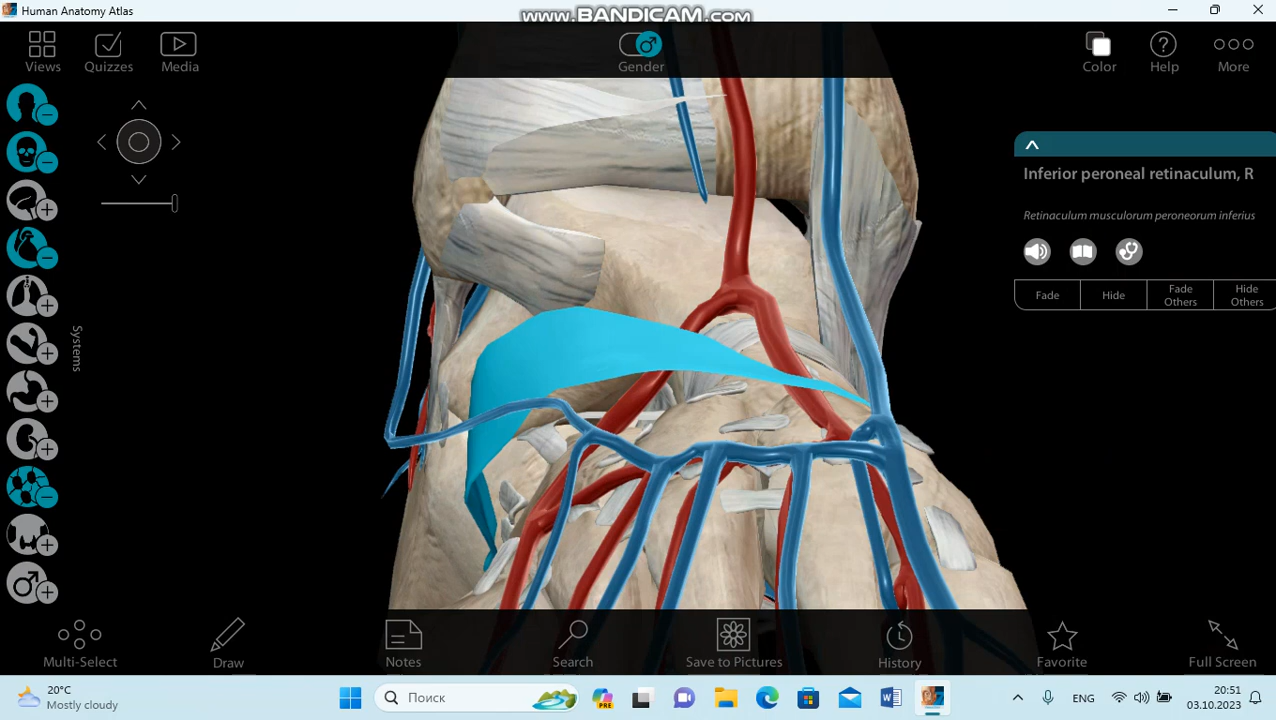 Human Anatomy Atlas
www.BANDICAM.com
Views
Quizzes
Media
Gender
Color
Help
More
Systems
Inferior peroneal retinaculum, R
Retinaculum musculorum peroneorum inferius
Fade
Hide
Fade
Others
Hide
Others
Multi-Select
Draw
Notes
Search
Save to Pictures
History
Favorite
Full Screen
20°C
Mostly cloudy
Поиск
PRE
ENG
20:51
03.10.2023